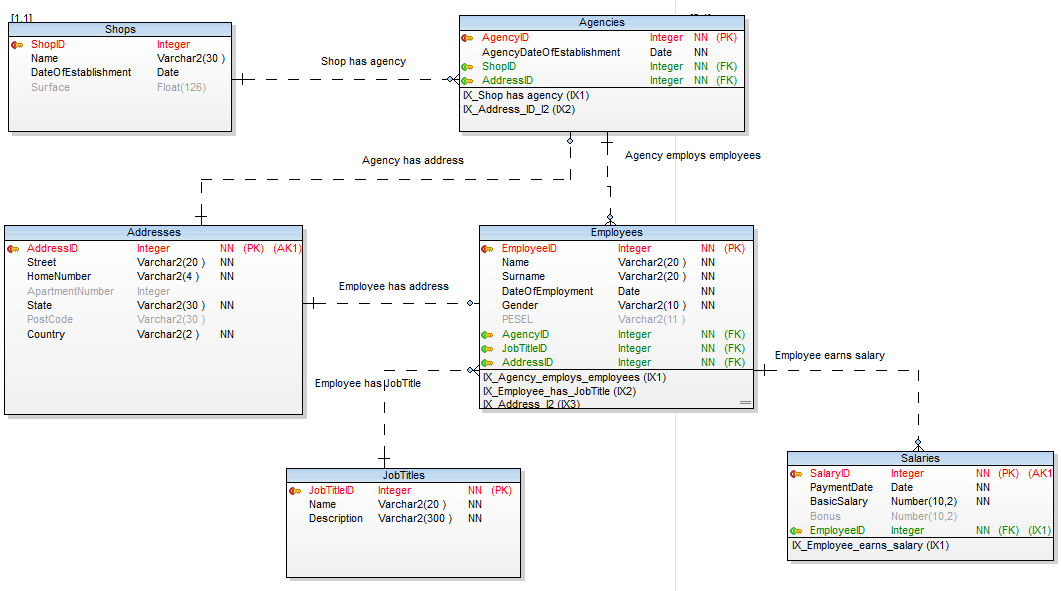 [1,1]
Shops
ShopID Integer
Name Varchar2(30 )
DateOfEstablishment Date
Surface Float(126)
Shop has agency
Agencies
AgencyID Integer NN (PK)
AgencyDateOfEstablishment Date NN
ShopID Integer NN (FK)
AddressID Integer NN (FK)
IX_Shop has agency (IX1)
IX_Address_ID_I2 (IX2)
Agency has address
Agency employs employees
Addresses
AddressID Integer NN (PK) (AK1)
Street Varchar2(20 ) NN
HomeNumber Varchar2(4 ) NN
ApartmentNumber Integer
State Varchar2(30 ) NN
PostCode Varchar2(30 )
Country Varchar2(2 ) NN
Employee has address
Employees
EmployeeID Integer NN (PK)
Name Varchar2(20 ) NN
Surname Varchar2(20 ) NN
DateOfEmployment Date NN
Gender Varchar2(10 ) NN
PESEL Varchar2(11 )
AgencyID Integer NN (FK)
JobTitleID Integer NN (FK)
AddressID Integer NN (FK)
IX_Agency_employs_employees (IX1)
IX_Employee_has_JobTitle (IX2)
IX_Address_I2 (IX3)
Employee has JobTitle
Employee earns salary
JobTitles
JobTitleID Integer NN (PK)
Name Varchar2(20 ) NN
Description Varchar2(300 ) NN
Salaries
SalaryID Integer NN (PK) (AK1
PaymentDate Date NN
BasicSalary Number(10,2) NN
Bonus Number(10,2)
EmployeeID Integer NN (FK) (IX1)
IX_Employee_earns_salary (IX1)